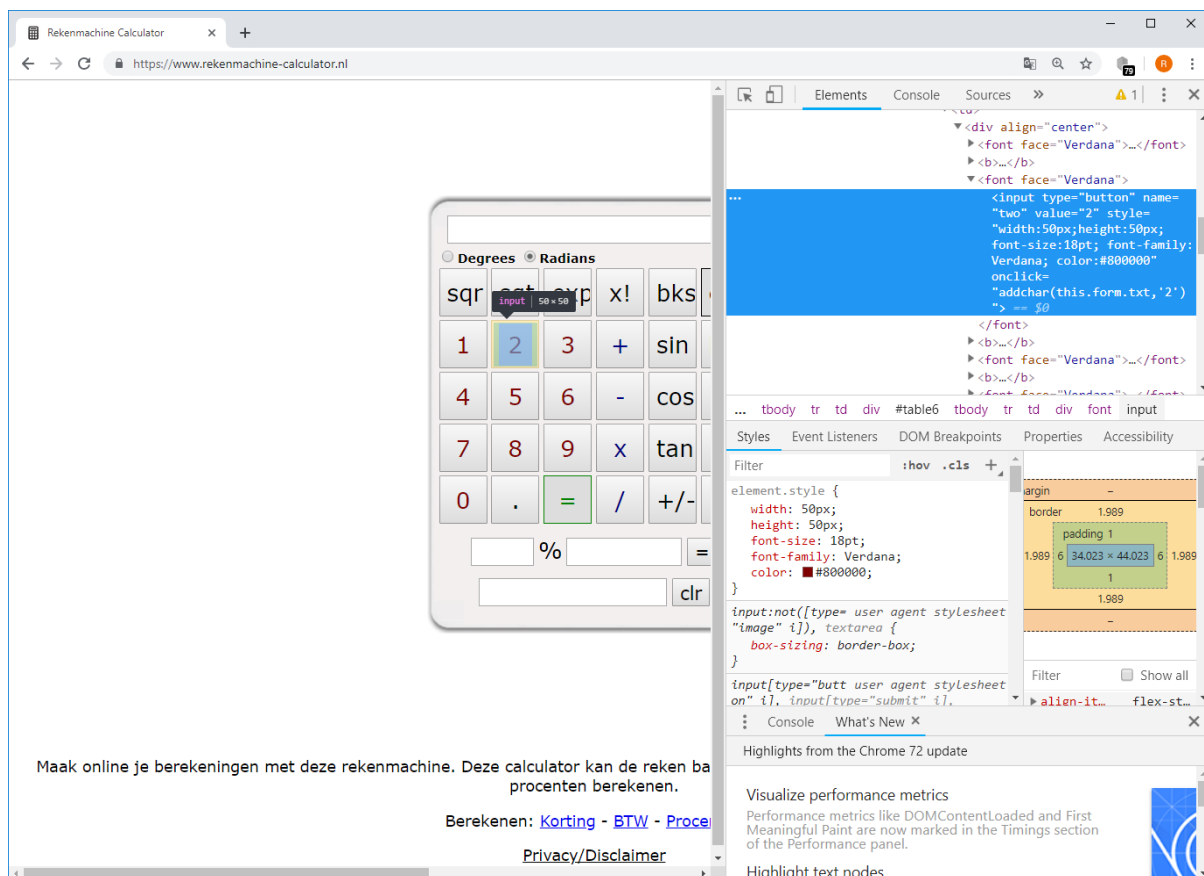 Rekenmachine Calculator
https://www.rekenmachine-calculator.nl
79
R
Degrees Radians
sqr x! bks
input 50 × 50
1 2 3 + sin
4 5 6 - cos
7 8 9 x tan
0 . = / +/-
% =
clr
Maak online je berekeningen met deze rekenmachine. Deze calculator kan de reken ba
procenten berekenen.
Berekenen: Korting - BTW - Procen
Privacy/Disclaimer
Elements Console Sources » 1
<div align="center">
<font face="Verdana">…</font>
<b>…</b>
<font face="Verdana">
… <input type="button" name=
"two" value="2" style=
"width:50px;height:50px;
font-size:18pt; font-family:
Verdana; color:#800000"
onclick=
"addchar(this.form.txt,'2')
"> == $0
</font>
<b>…</b>
<font face="Verdana">…</font>
<b>…</b>
<font face="Verdana">…</font>
... tbody tr td div #table6 tbody tr td div font input
Styles Event Listeners DOM Breakpoints Properties Accessibility
Filter :hov .cls +
element.style {
width: 50px;
height: 50px;
font-size: 18pt;
font-family: Verdana;
color: #800000;
}
input:not([type= user agent stylesheet
"image" i]), textarea {
box-sizing: border-box;
}
input[type="butt user agent stylesheet
on" i], input[type="submit" i],
argin –
border 1.989
padding 1
1.989 6 34.023 × 44.023 6 1.989
1
1.989
–
Filter Show all
align-it… flex-st…
Console What's New ×
Highlights from the Chrome 72 update
Visualize performance metrics
Performance metrics like DOMContentLoaded and First
Meaningful Paint are now marked in the Timings section
of the Performance panel.
Highlight text nodes